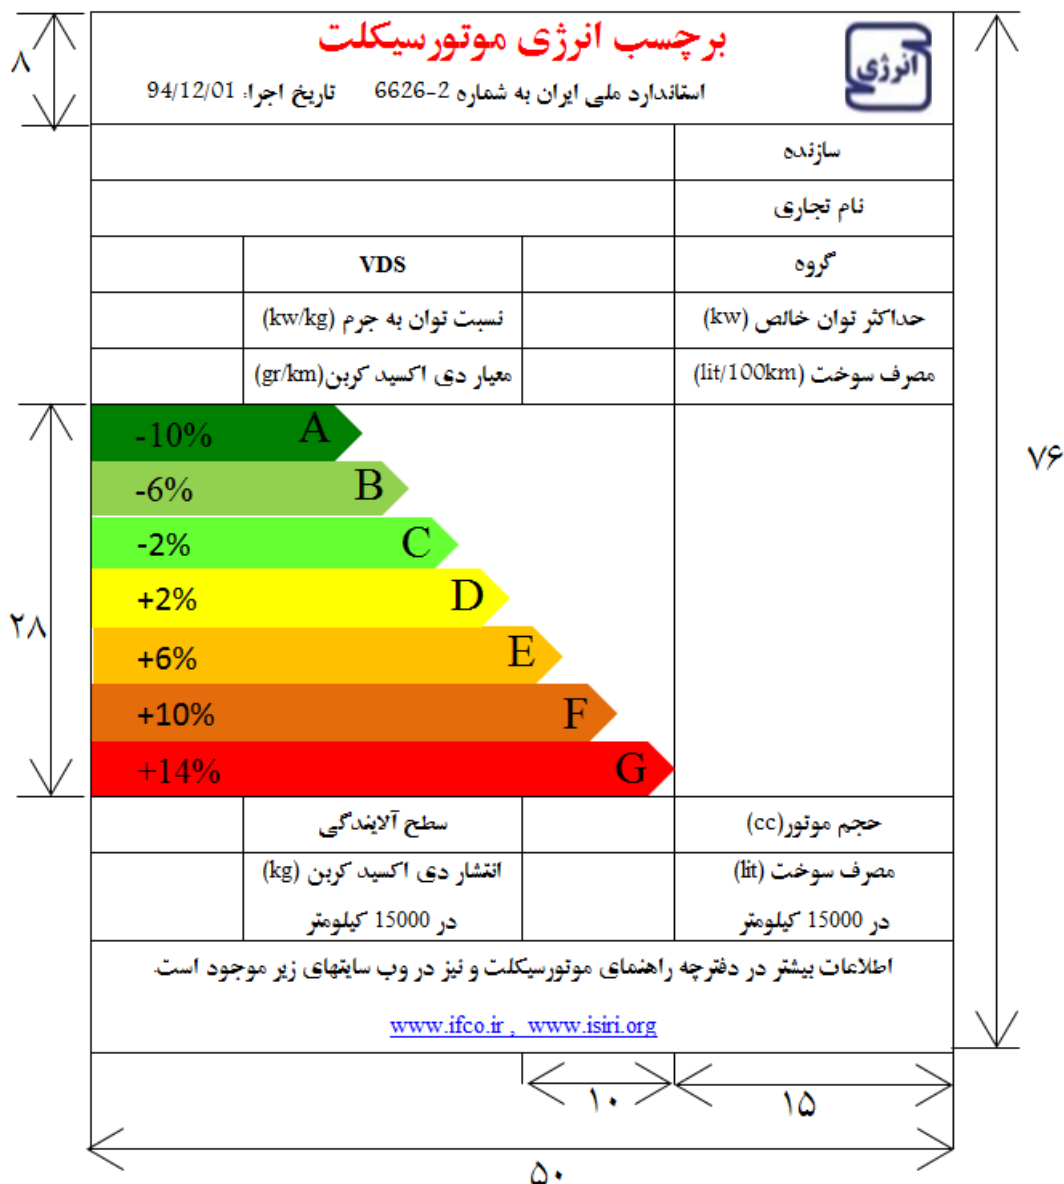 برچسب انرژی موتورسیکلت
انرژی
استاندارد ملی ایران به شماره 2-6626 تاریخ اجرا: 94/12/01
۸
سازنده
نام تجاری
گروه VDS
حداکثر توان خالص (kw) نسبت توان به جرم (kw/kg)
مصرف سوخت (lit/100km) معیار دی اکسید کربن(gr/km)
-10% A
-6% B
-2% C
+2% D
+6% E
+10% F
+14% G
۷۶
۲۸
حجم موتور(cc) سطح آلایندگی
مصرف سوخت (lit) انتشار دی اکسید کربن (kg)
در 15000 کیلومتر در 15000 کیلومتر
اطلاعات بیشتر در دفترچه راهنمای موتورسیکلت و نیز در وب سایتهای زیر موجود است.
www.ifco.ir , www.isiri.org
۱۵ ۱۰
۵۰